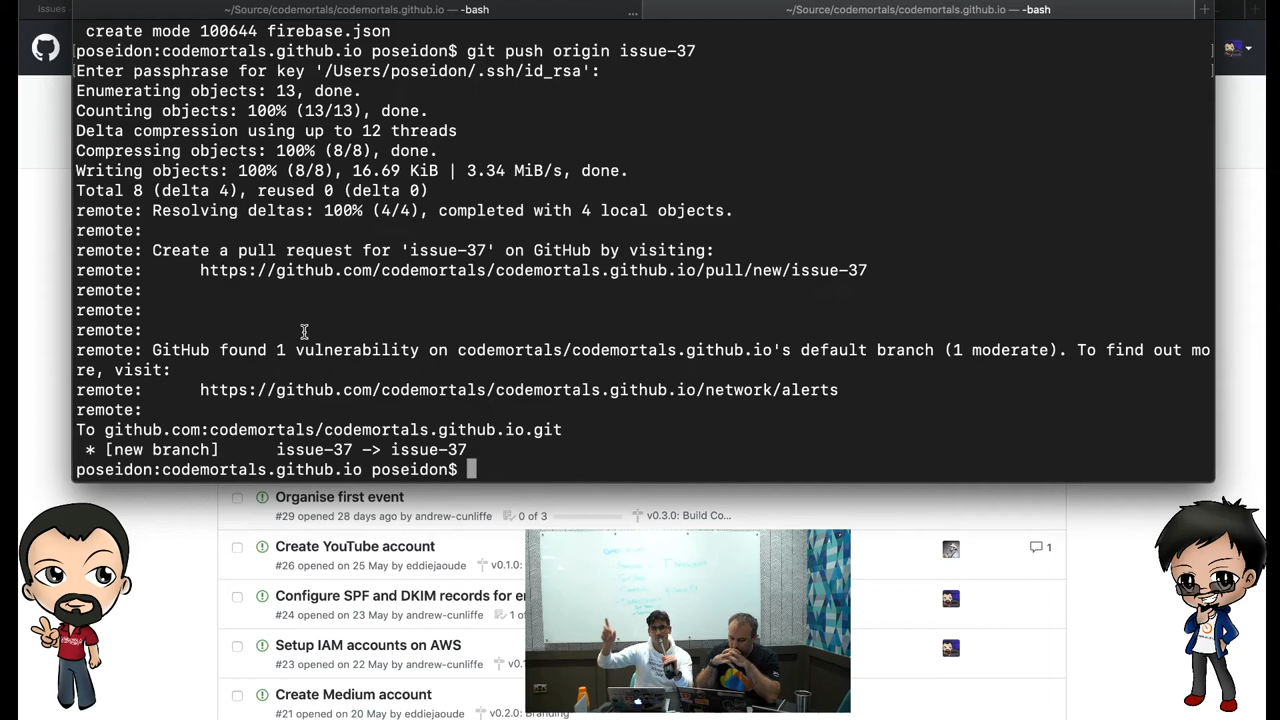 Issues
~/Source/codemortals/codemortals.github.io — -bash
...
~/Source/codemortals/codemortals.github.io — -bash
+
create mode 100644 firebase.json
[poseidon:codemortals.github.io poseidon$ git push origin issue-37 ]
[Enter passphrase for key '/Users/poseidon/.ssh/id_rsa': ]
Enumerating objects: 13, done.
Counting objects: 100% (13/13), done.
Delta compression using up to 12 threads
Compressing objects: 100% (8/8), done.
Writing objects: 100% (8/8), 16.69 KiB | 3.34 MiB/s, done.
Total 8 (delta 4), reused 0 (delta 0)
remote: Resolving deltas: 100% (4/4), completed with 4 local objects.
remote:
remote: Create a pull request for 'issue-37' on GitHub by visiting:
remote:      https://github.com/codemortals/codemortals.github.io/pull/new/issue-37
remote:
remote:
remote:
remote: GitHub found 1 vulnerability on codemortals/codemortals.github.io's default branch (1 moderate). To find out mo
re, visit:
remote:      https://github.com/codemortals/codemortals.github.io/network/alerts
remote:
To github.com:codemortals/codemortals.github.io.git
 * [new branch]      issue-37 -> issue-37
poseidon:codemortals.github.io poseidon$
Organise first event
#29 opened 28 days ago by andrew-cunliffe 0 of 3 v0.3.0: Build Co...
Create YouTube account
#26 opened on 25 May by eddiejaoude v0.1.0:
1
Configure SPF and DKIM records for e
#24 opened on 23 May by andrew-cunliffe 1 o
Setup IAM accounts on AWS
#23 opened on 22 May by andrew-cunliffe v0.1
Create Medium account
#21 opened on 20 May by eddiejaoude v0.2.0: Branding